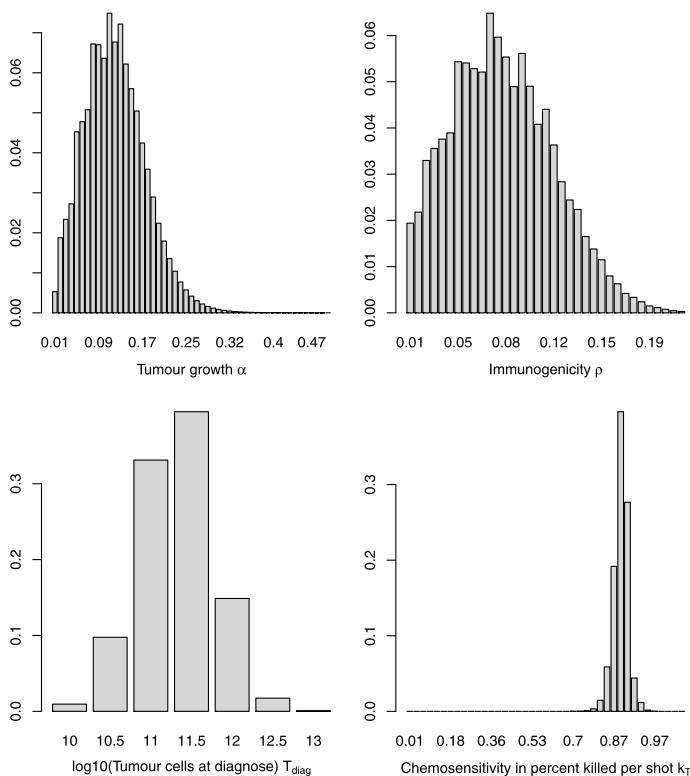 0.00 0.02 0.04 0.06
0.01 0.09 0.17 0.25 0.32 0.4 0.47
Tumour growth α
0.00 0.01 0.02 0.03 0.04 0.05 0.06
0.01 0.05 0.08 0.12 0.15 0.19
Immunogenicity ρ
0.0 0.1 0.2 0.3
10 10.5 11 11.5 12 12.5 13
log10(Tumour cells at diagnose) Tdiag
0.0 0.1 0.2 0.3
0.01 0.18 0.36 0.53 0.7 0.87 0.97
Chemosensitivity in percent killed per shot kT